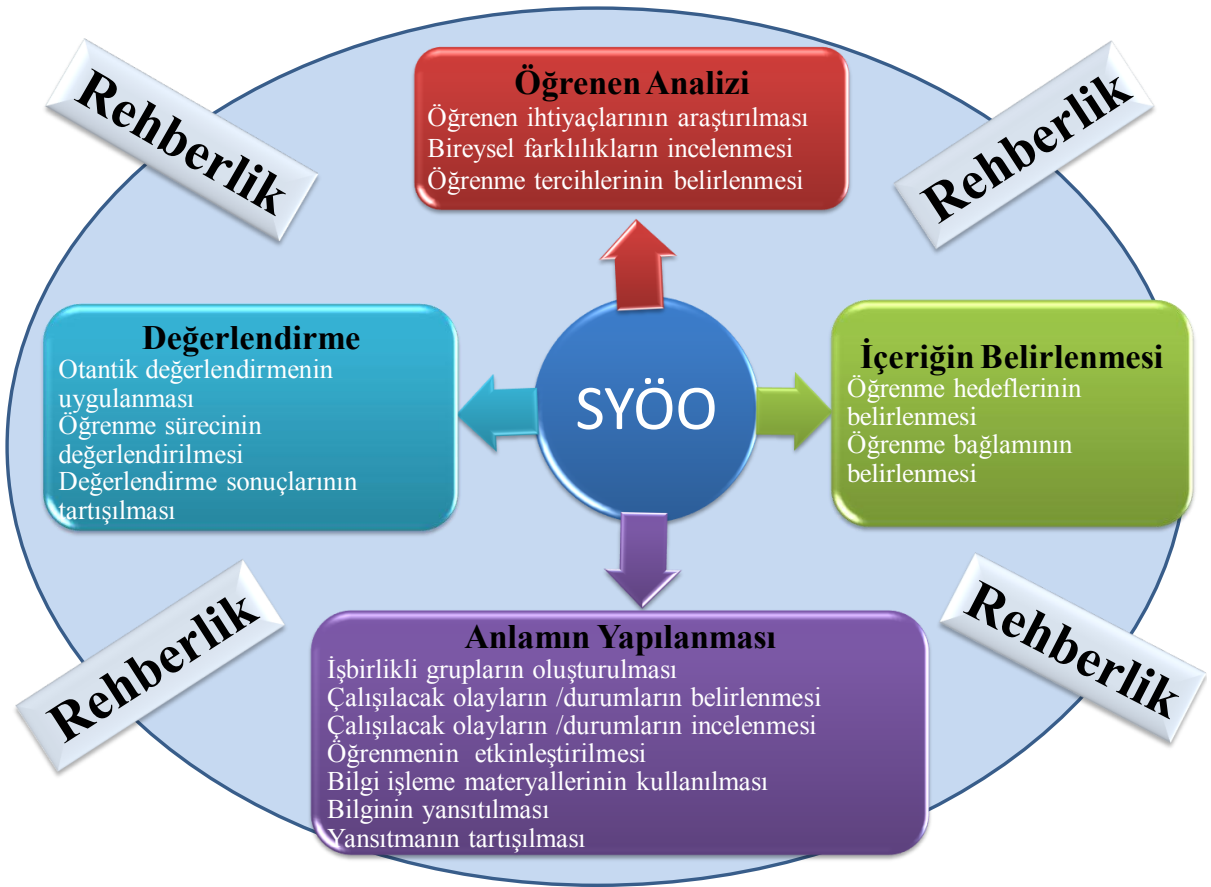 Rehberlik
Öğrenen Analizi
Öğrenen ihtiyaçlarının araştırılması
Bireysel farklılıkların incelenmesi
Öğrenme tercihlerinin belirlenmesi
Rehberlik
Değerlendirme
Otantik değerlendirmenin
uygulanması
Öğrenme sürecinin
değerlendirilmesi
Değerlendirme sonuçlarının
tartışılması
SYÖO
İçeriğin Belirlenmesi
Öğrenme hedeflerinin
belirlenmesi
Öğrenme bağlamının
belirlenmesi
Rehberlik
Anlamın Yapılanması
İşbirlikli grupların oluşturulması
Çalışılacak olayların /durumların belirlenmesi
Çalışılacak olayların /durumların incelenmesi
Öğrenmenin etkinleştirilmesi
Bilgi işleme materyallerinin kullanılması
Bilginin yansıtılması
Yansıtmanın tartışılması
Rehberlik